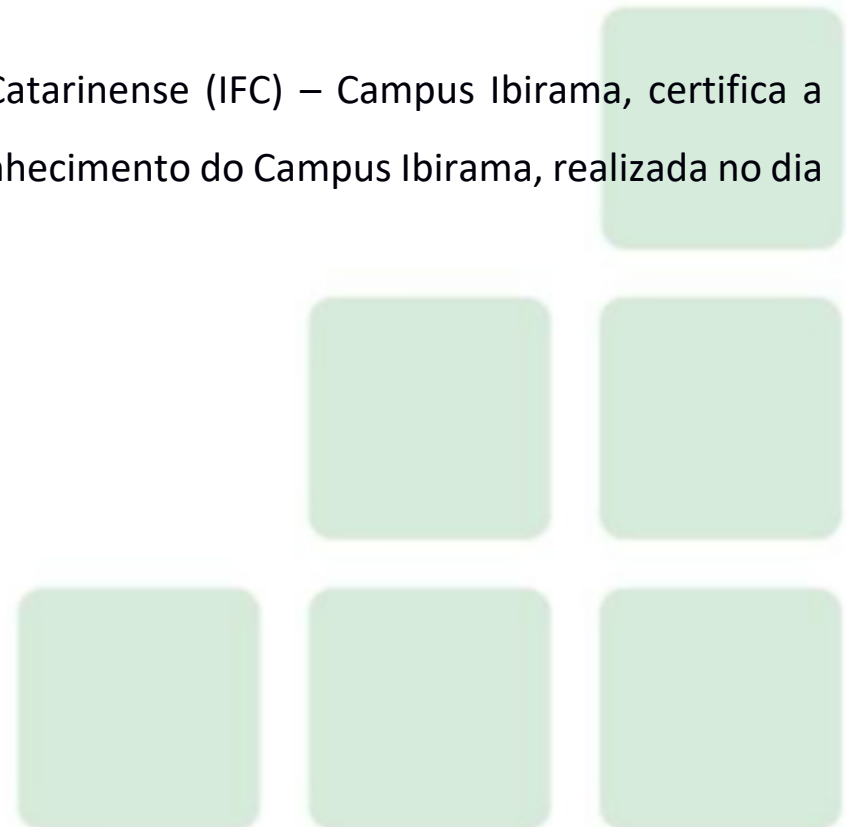 Catarinense (IFC) – Campus Ibirama, certifica a
nhecimento do Campus Ibirama, realizada no dia